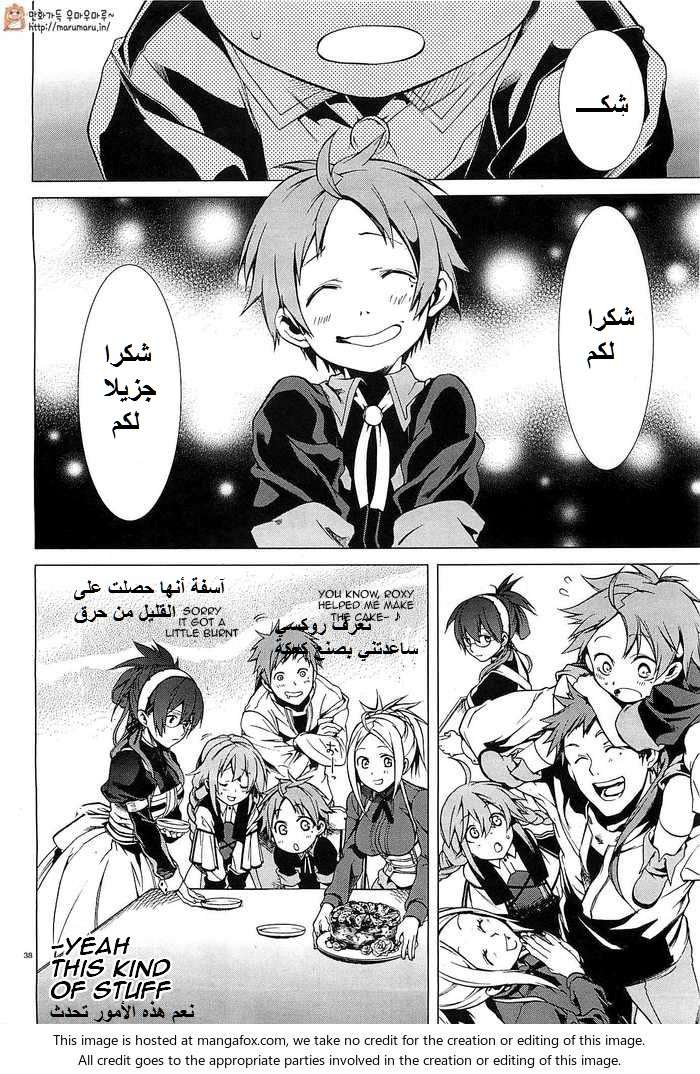 만화가득 우마우마루~
http://marumaru.in/
شكـــ
شكرا
لكم
شكرا
جزيلا
لكم
YOU KNOW, ROXY
HELPED ME MAKE
THE CAKE- ♪
تعرف روكسي
ساعدتني بصنع كعكة
آسفة أنها حصلت على
القليل من حرق
SORRY
IT GOT A
LITTLE BURNT
~YEAH
THIS KIND
OF STUFF
نعم هذه الأمور تحدث
38
This image is hosted at mangafox.com, we take no credit for the creation or editing of this image.
All credit goes to the appropriate parties involved in the creation or editing of this image.